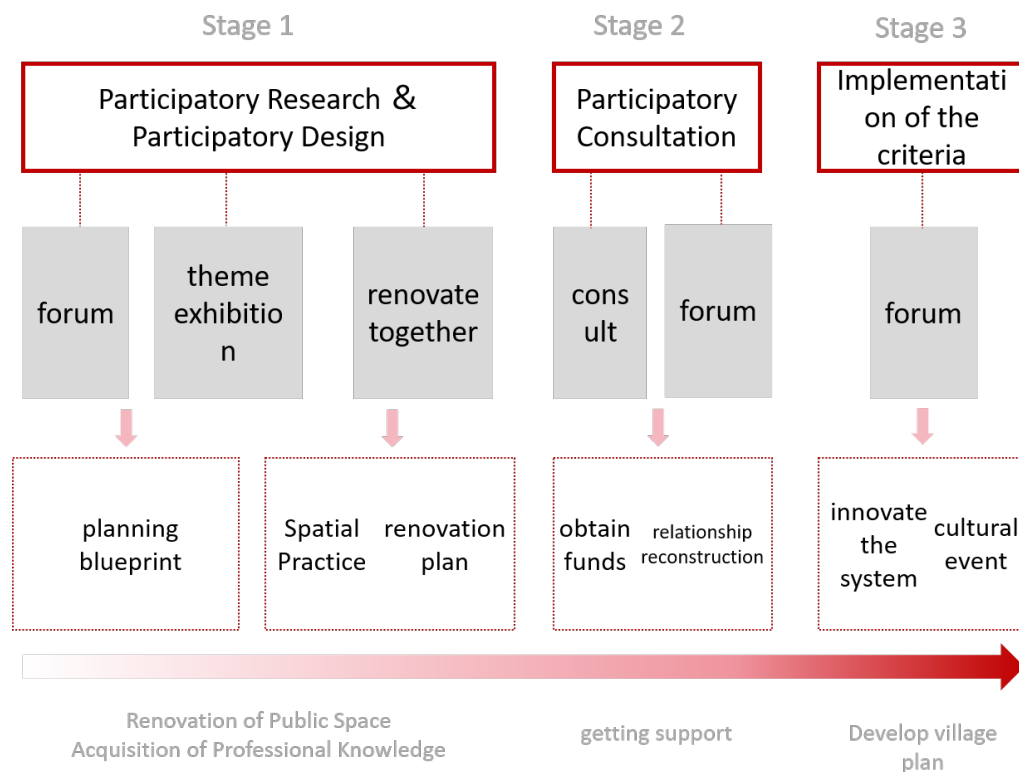 Stage 1
Stage 2
Stage 3
Participatory Research &
Participatory Design
Participatory
Consultation
Implementati
on of the
criteria
forum
theme
exhibitio
n
renovate
together
cons
ult
forum
forum
planning
blueprint
Spatial
Practice
renovation
plan
obtain
funds
relationship
reconstruction
innovate
the
system
cultural
event
Renovation of Public Space
Acquisition of Professional Knowledge
getting support
Develop village
plan